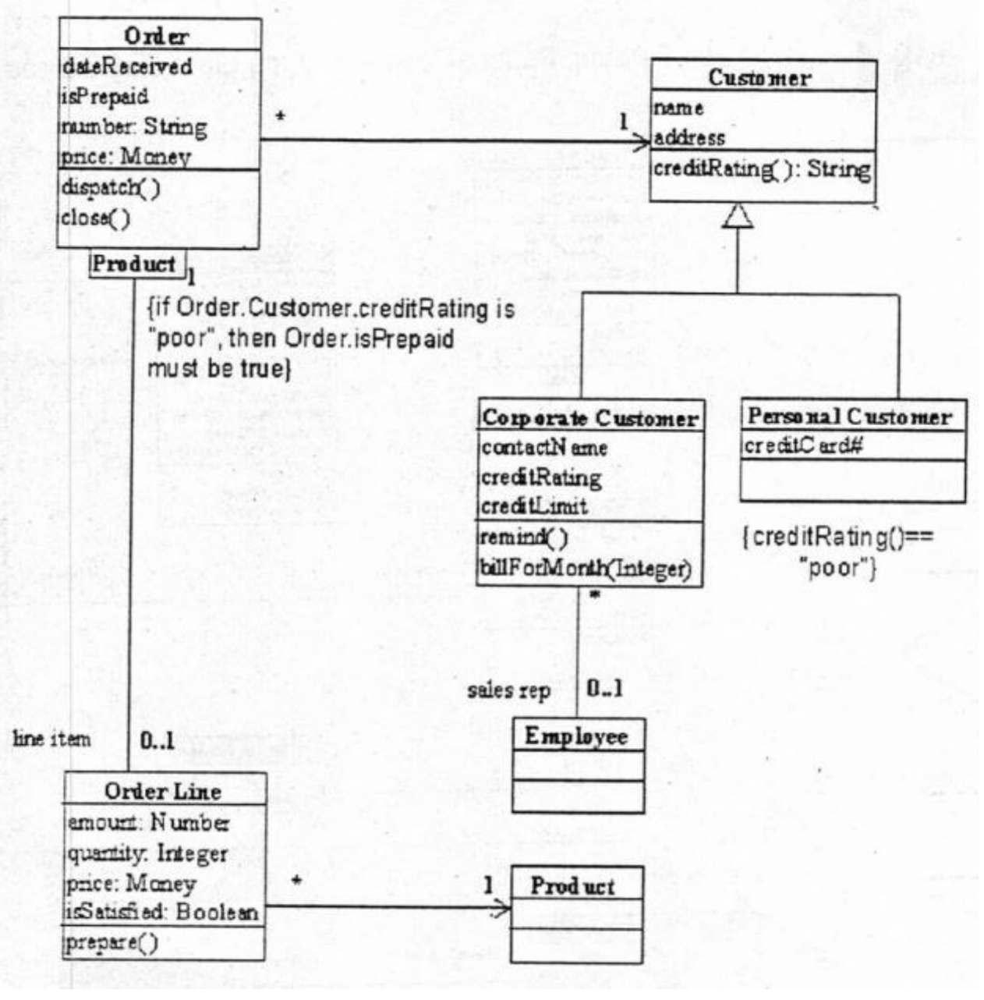 Order
dateReceived
isPrepaid
number: String
price: Money
dispatch()
close()
Product
1
*
1
Customer
name
address
creditRating(): String
{if Order.Customer.creditRating is
"poor", then Order.isPrepaid
must be true}
Corporate Customer
contactName
creditRating
creditLimit
remind()
billForMonth(Integer)
*
Personal Customer
creditCard#
{creditRating()==
"poor"}
sales rep
0..1
Employee
line item
0..1
Order Line
amount: Number
quantity: Integer
price: Money
isSatisfied: Boolean
prepare()
*
1
Product